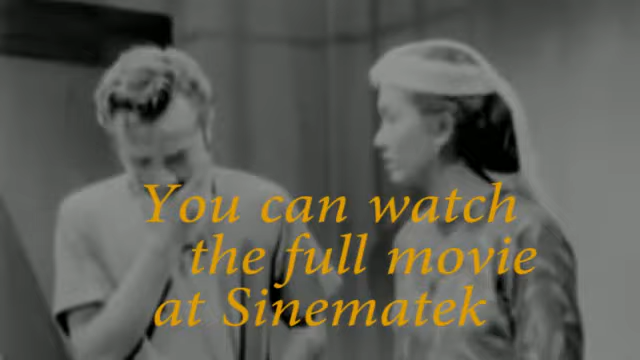 You can watch
the full movie
at Sinematek